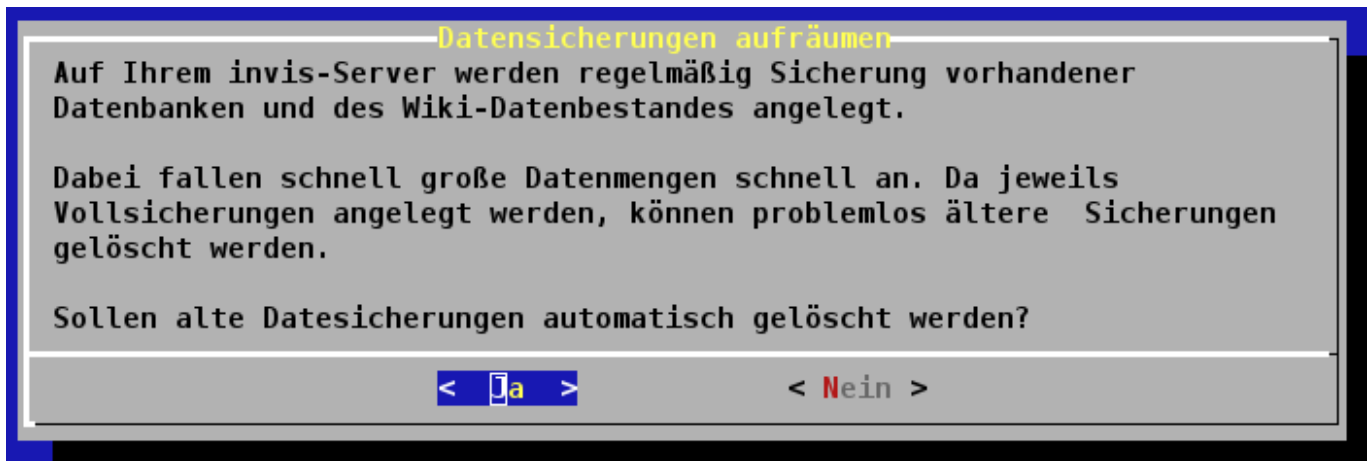 Datensicherungen aufräumen
Auf Ihrem invis-Server werden regelmäßig Sicherung vorhandener
Datenbanken und des Wiki-Datenbestandes angelegt.
Dabei fallen schnell große Datenmengen schnell an. Da jeweils
Vollsicherungen angelegt werden, können problemlos ältere  Sicherungen
gelöscht werden.
Sollen alte Datesicherungen automatisch gelöscht werden?
<  Ja  > < Nein >